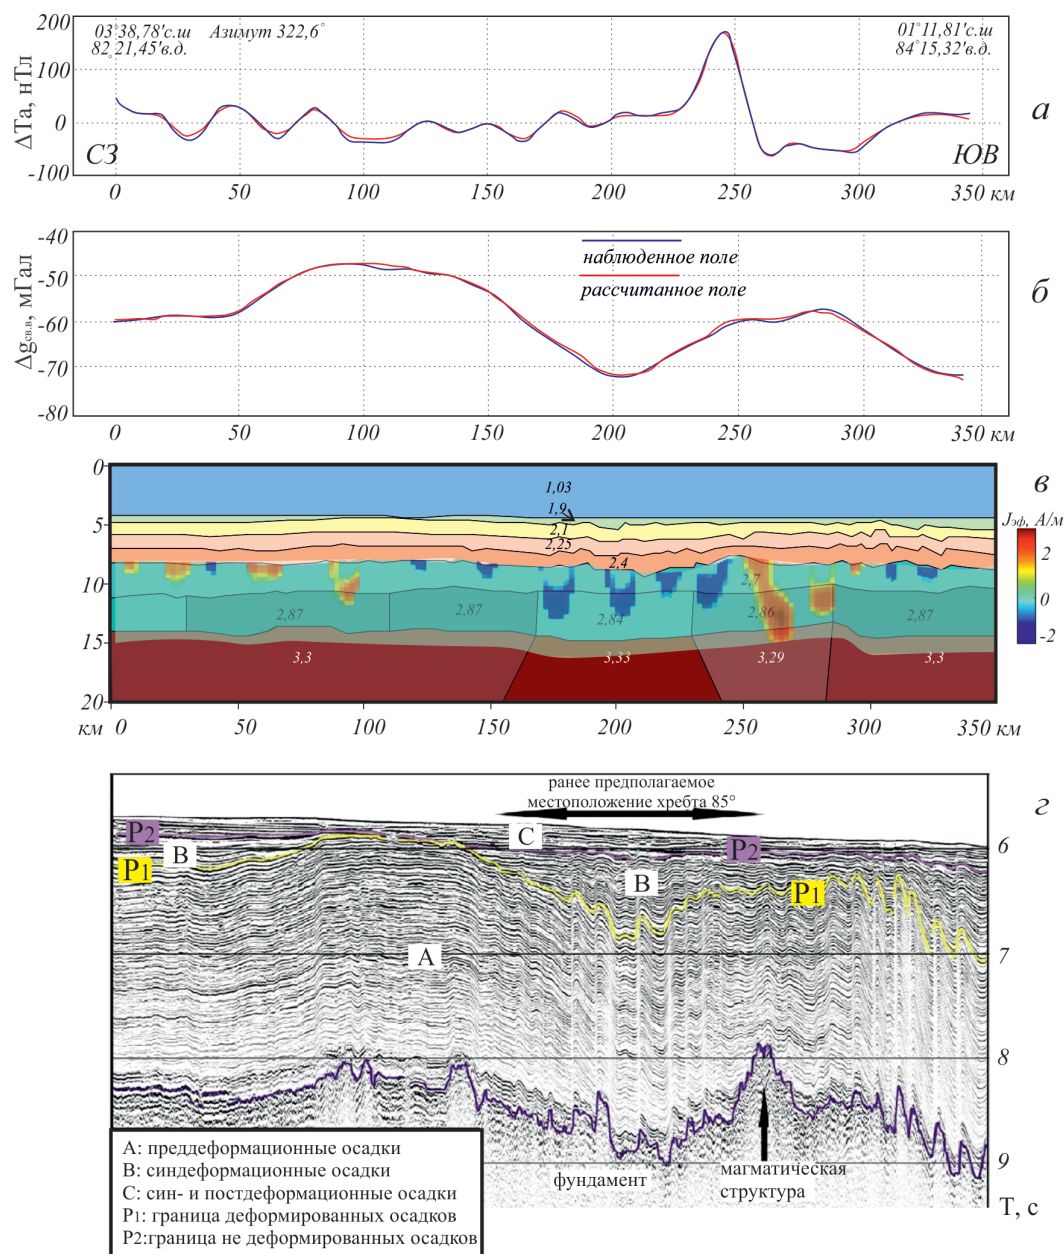 200
100
0
-100
ΔTa, нТл
03°38,78'с.ш
82°21,45'в.д.
Азимут 322,6°
01°11,81'с.ш
84°15,32'в.д.
а
СЗ
ЮВ
0 50 100 150 200 250 300 350 км
-40
-50
-60
-70
-80
Δgсв.в, мГал
наблюденное поле
рассчитанное поле
б
0 50 100 150 200 250 300 350 км
0
5
10
15
20
1,03
1,9
2,1
2,25
2,4
2,7
2,87
2,87
2,84
2,86
2,87
3,3
3,33
3,29
3,3
в
Jэф, А/м
2
0
-2
км 0 50 100 150 200 250 300 350 км
ранее предполагаемое
местоположение хребта 85°
г
P2
B
P1
C
P2
B
P1
A
6
7
8
9
T, с
фундамент
магматическая
структура
A: преддеформационные осадки
B: синдеформационные осадки
C: син- и постдеформационные осадки
P1: граница деформированных осадков
P2:граница не деформированных осадков